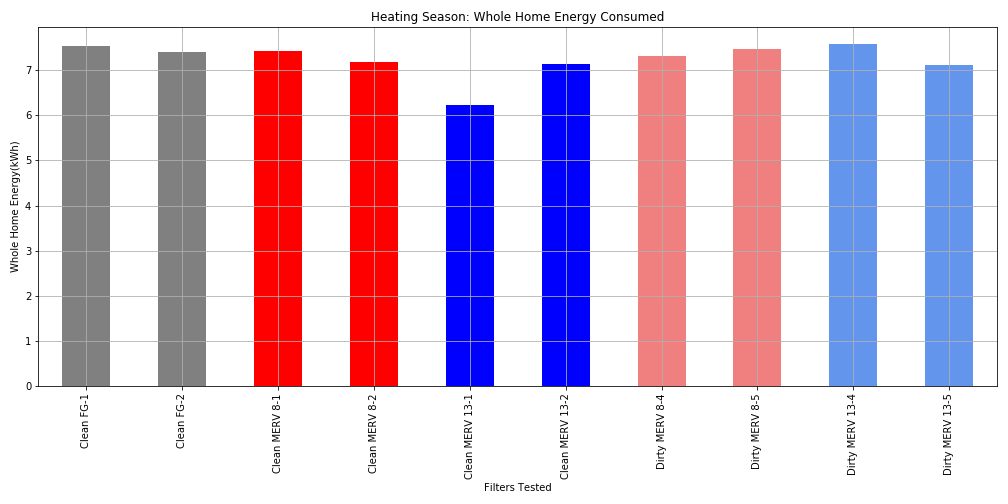 Heating Season: Whole Home Energy Consumed
Whole Home Energy(kWh)
7
6
5
4
3
2
1
0
Clean FG-1
Clean FG-2
Clean MERV 8-1
Clean MERV 8-2
Clean MERV 13-1
Clean MERV 13-2
Dirty MERV 8-4
Dirty MERV 8-5
Dirty MERV 13-4
Dirty MERV 13-5
Filters Tested